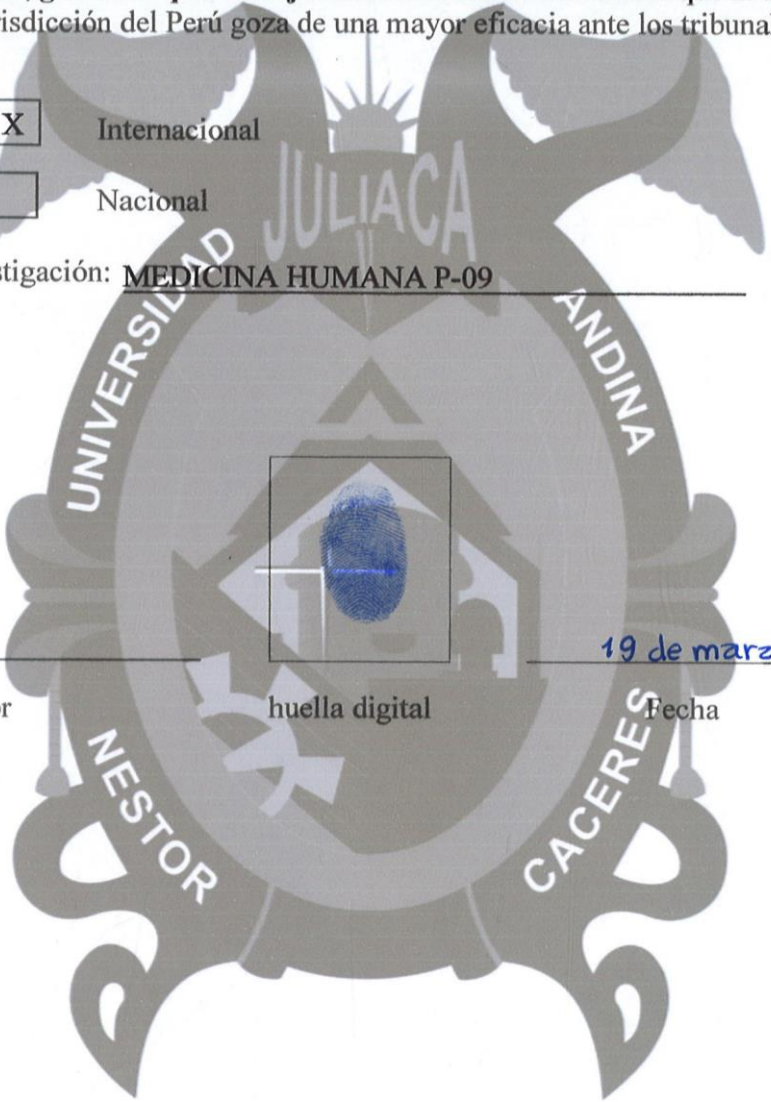 risdicción del Perú goza de una mayor eficacia ante los tribunal
X Internacional
Nacional
JULIACA
UNIVERSIDAD
ANDINA
stigación: MEDICINA HUMANA P-09
19 de marz
r huella digital Fecha
NESTOR
CACERES